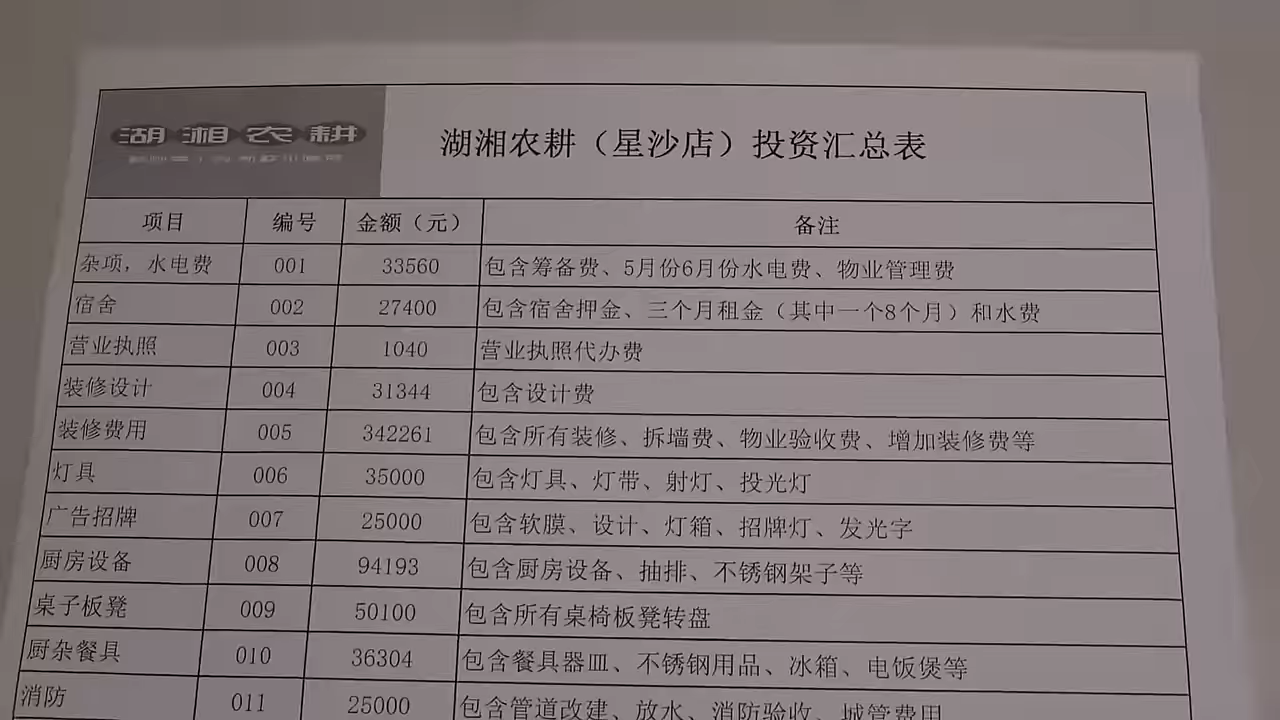 湖湘农耕
湖湘农耕（星沙店）投资汇总表
项目 编号 金额（元） 备注
杂项，水电费 001 33560 包含筹备费、5月份6月份水电费、物业管理费
宿舍 002 27400 包含宿舍押金、三个月租金（其中一个8个月）和水费
营业执照 003 1040 营业执照代办费
装修设计 004 31344 包含设计费
装修费用 005 342261 包含所有装修、拆墙费、物业验收费、增加装修费等
灯具 006 35000 包含灯具、灯带、射灯、投光灯
广告招牌 007 25000 包含软膜、设计、灯箱、招牌灯、发光字
厨房设备 008 94193 包含厨房设备、抽排、不锈钢架子等
桌子板凳 009 50100 包含所有桌椅板凳转盘
厨杂餐具 010 36304 包含餐具器皿、不锈钢用品、冰箱、电饭煲等
消防 011 25000 包含管道改建、放水、消防验收、城管费用